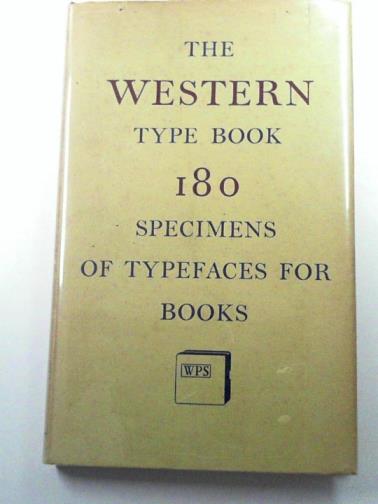 THE
WESTERN
TYPE BOOK
180
SPECIMENS
OF TYPEFACES FOR
BOOKS
WPS